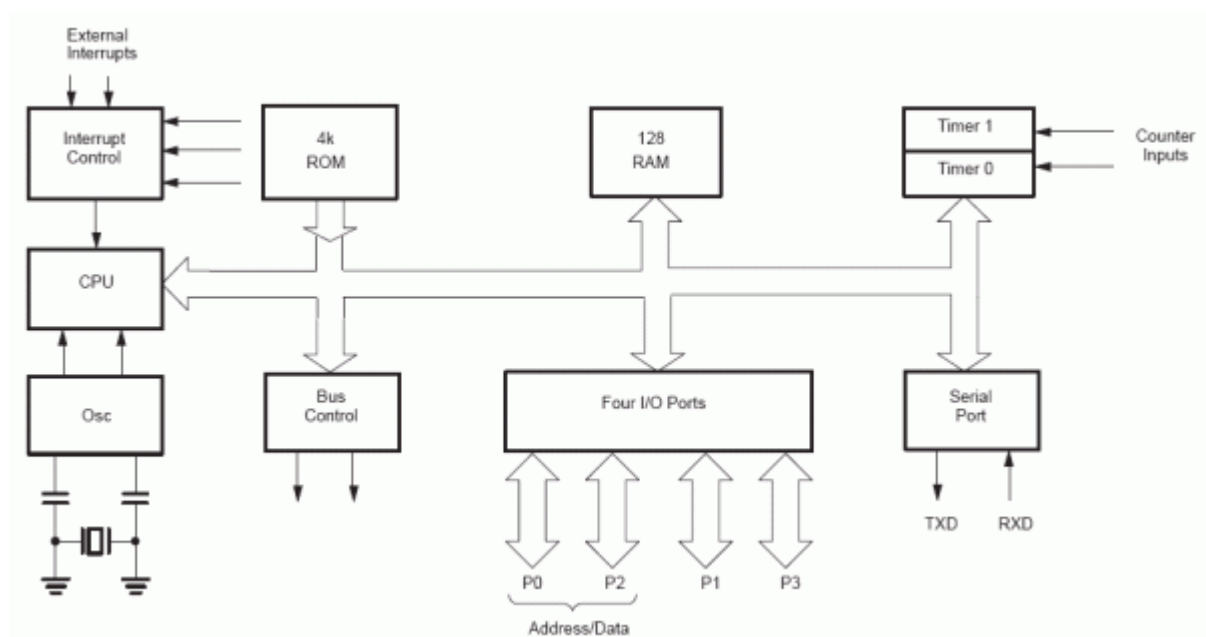 External
Interrupts
Interrupt
Control
4k
ROM
128
RAM
Timer 1
Timer 0
Counter
Inputs
CPU
Osc
Bus
Control
Four I/O Ports
Serial
Port
TXD
RXD
P0
P2
P1
P3
Address/Data